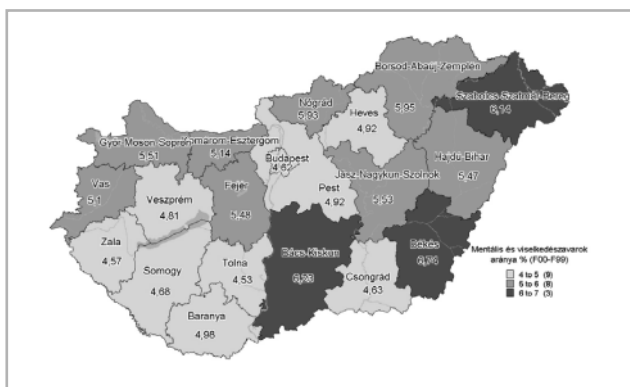 Borsod-Abaúj-Zemplén
5,95
Szabolcs-Szatmár-Bereg
6,14
Nógrád
5,93
Heves
4,92
Győr-Moson-Sopron
5,51
Komárom-Esztergom
5,14
Budapest
4,62
Hajdú-Bihar
5,47
Jász-Nagykun-Szolnok
5,53
Pest
4,92
Vas
5,1
Veszprém
4,81
Fejér
5,48
Zala
4,57
Somogy
4,68
Tolna
4,53
Bács-Kiskun
Békés
6,74
Csongrád
4,63
Baranya
4,98
Mentális és viselkedészavarok
aránya % (F00-F99)
4 to 5 (9)
5 to 6 (8)
6 to 7 (3)